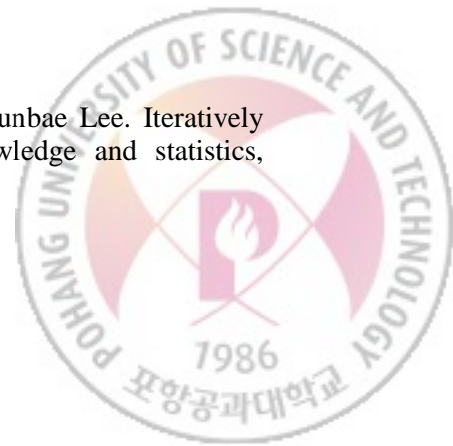 unbae Lee. Iteratively
wledge and statistics,
POHANG UNIVERSITY OF SCIENCE AND TECHNOLOGY
1986
포항공과대학교